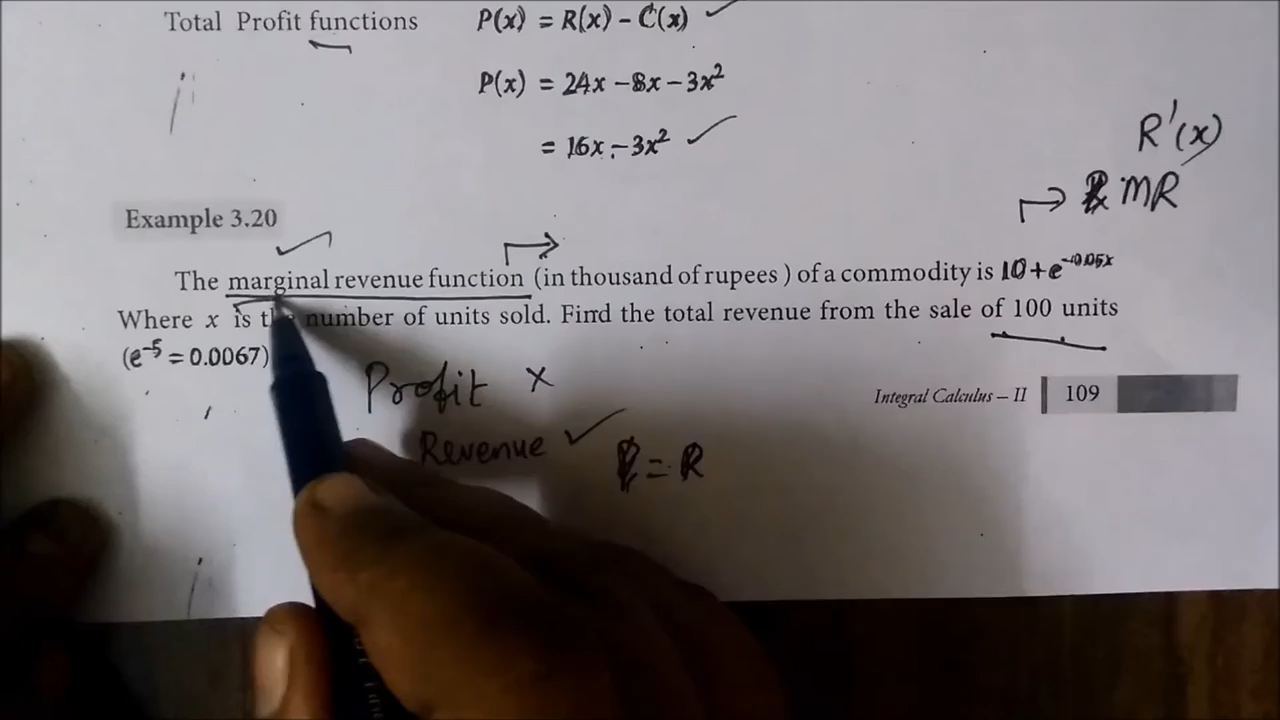 Total Profit functions P(x) = R(x) – C(x)
P(x) = 24x – 8x – 3x²
= 16x – 3x²
R'(x)
MR
Example 3.20
The marginal revenue function (in thousand of rupees ) of a commodity is 10+e^-0.05x
Where x is the number of units sold. Find the total revenue from the sale of 100 units
(e⁻⁵ = 0.0067)
Profit x
Integral Calculus – II 109
Revenue
= R